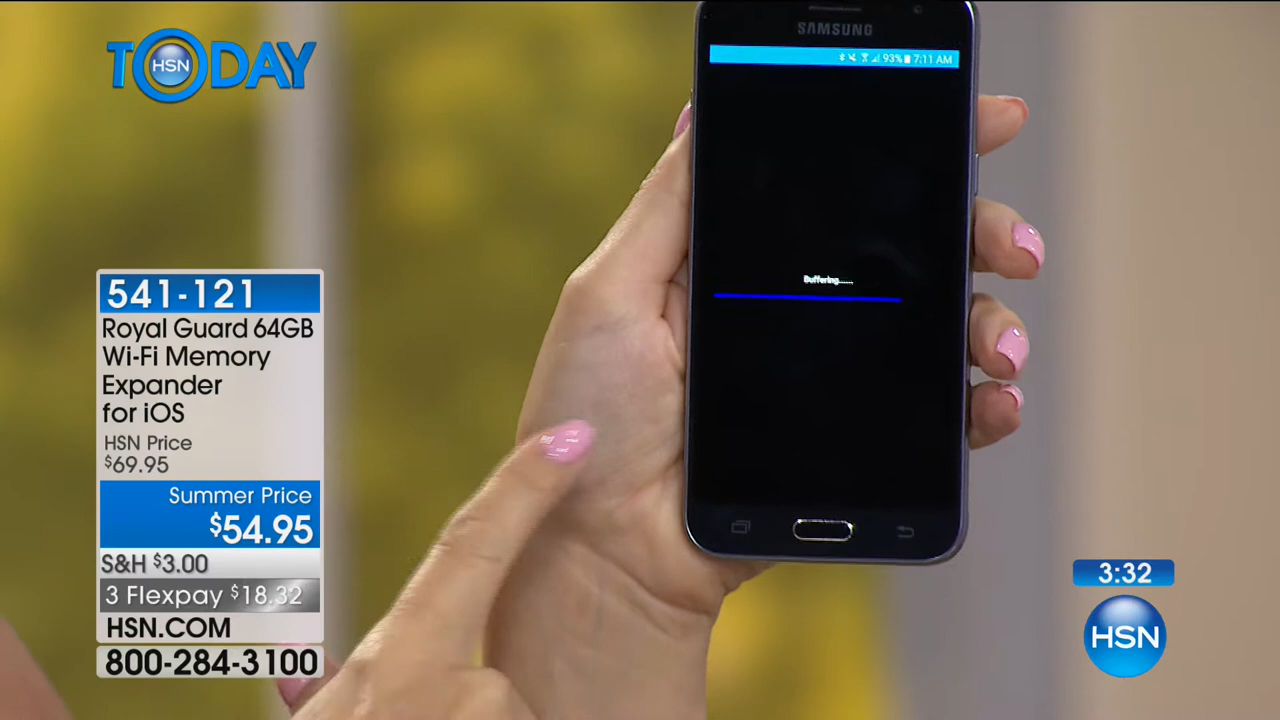 TODAY
HSN
541-121
Royal Guard 64GB
Wi-Fi Memory
Expander
for iOS
HSN Price
$69.95
Summer Price
$54.95
S&H $3.00
3 Flexpay $18.32
HSN.COM
800-284-3100
SAMSUNG
93% 7:11 AM
Buffering......
3:32
HSN